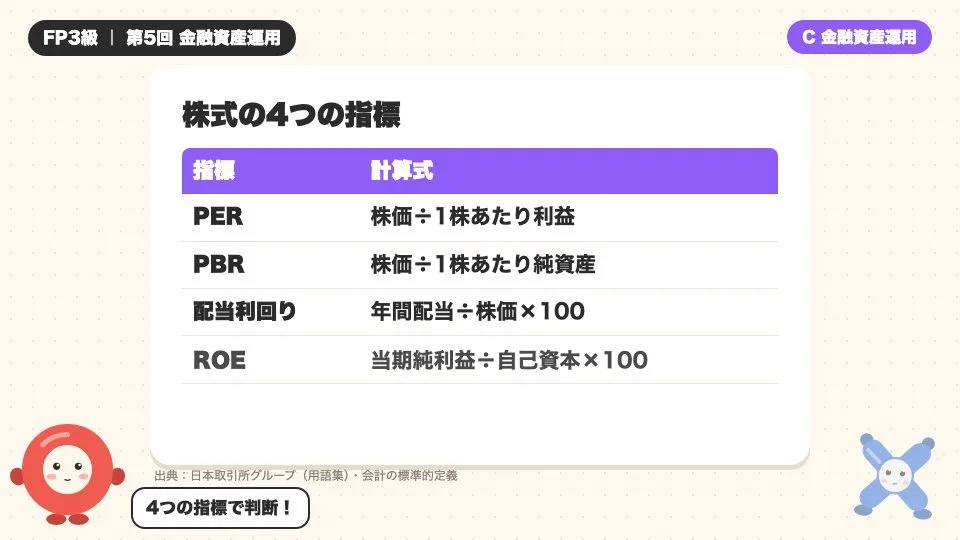 FP3級 | 第5回 金融資産運用
C 金融資産運用
株式の4つの指標
指標 計算式
PER 株価÷1株あたり利益
PBR 株価÷1株あたり純資産
配当利回り 年間配当÷株価×100
ROE 当期純利益÷自己資本×100
出典：日本取引所グループ（用語集）・会計の標準的定義
4つの指標で判断！